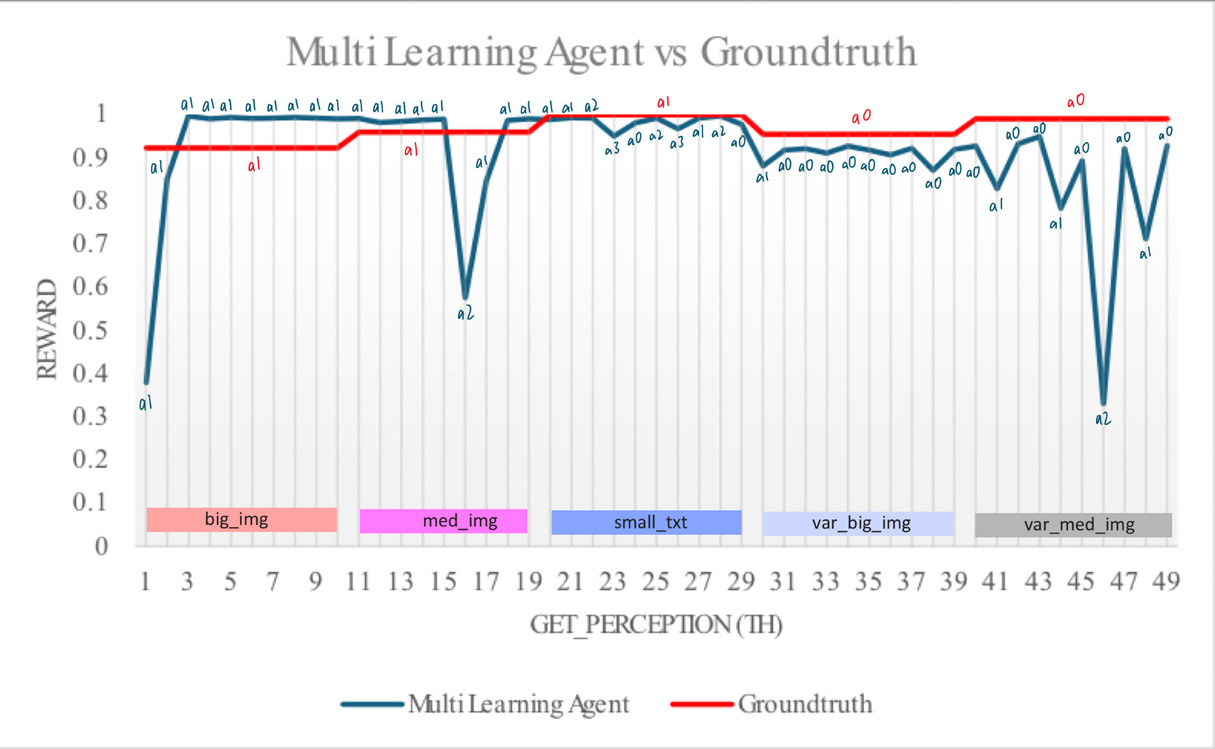 Multi Learning Agent vs Groundtruth
1
0.9
0.8
0.7
0.6
0.5
0.4
0.3
0.2
0.1
0
REWARD
a1 a1 a1 a1 a1 a1 a1 a1 a1 a1 a1 a1 a1 a1 a1 a1 a1 a1 a2
a1
a0
a0
a1
a1
a1
a1
a1
a2
a1
a3 a0 a2 a3 a1 a2 a0
a1 a0 a0 a0 a0 a0 a0 a0 a0 a0 a0
a1
a0 a0
a1
a0
a2
a0
a1
a0
big_img
med_img
small_txt
var_big_img
var_med_img
1 3 5 7 9 11 13 15 17 19 21 23 25 27 29 31 33 35 37 39 41 43 45 47 49
GET_PERCEPTION (TH)
Multi Learning Agent
Groundtruth